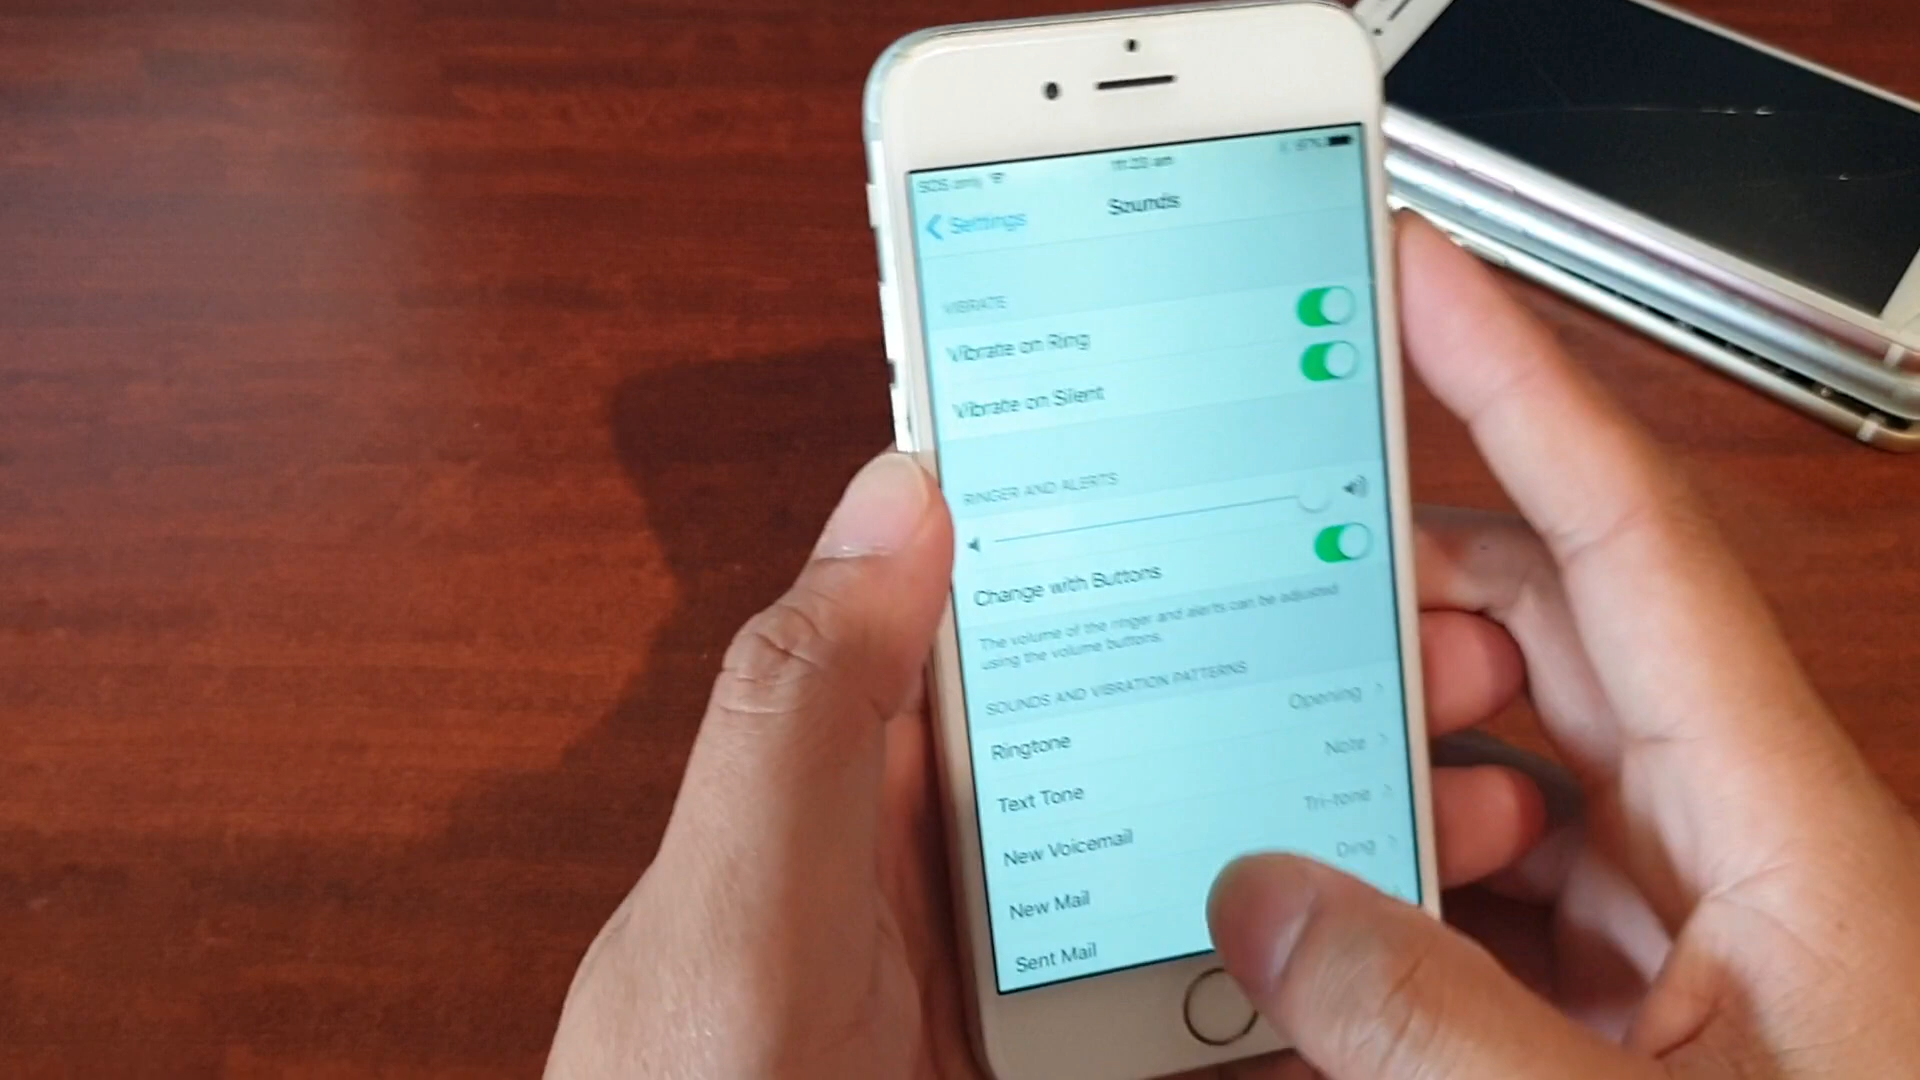 SOS only
Settings
Sounds
VIBRATE
Vibrate on Ring
Vibrate on Silent
RINGER AND ALERTS
Change with Buttons
The volume of the ringer and alerts can be adjusted
using the volume buttons.
SOUNDS AND VIBRATION PATTERNS
Ringtone Opening
Text Tone Note
New Voicemail Tri-tone
New Mail Ding
Sent Mail